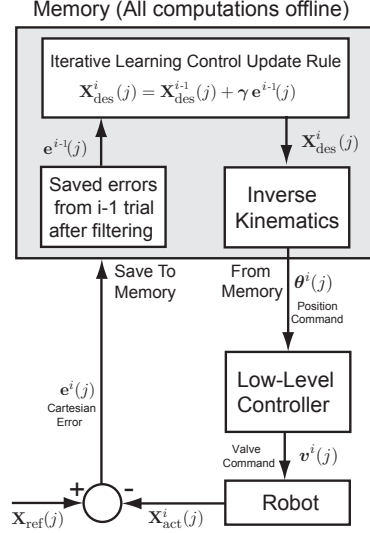 Memory (All computations offline)
Iterative Learning Control Update Rule
X^i_des(j) = X^{i-1}_des(j) + γ e^{i-1}(j)
e^{i-1}(j)
X^i_des(j)
Saved errors
from i-1 trial
after filtering
Inverse
Kinematics
Save To
Memory
From
Memory
θ^i(j)
Position
Command
e^i(j)
Cartesian
Error
Low-Level
Controller
Valve
Command
v^i(j)
+
-
X_ref(j)
X^i_act(j)
Robot